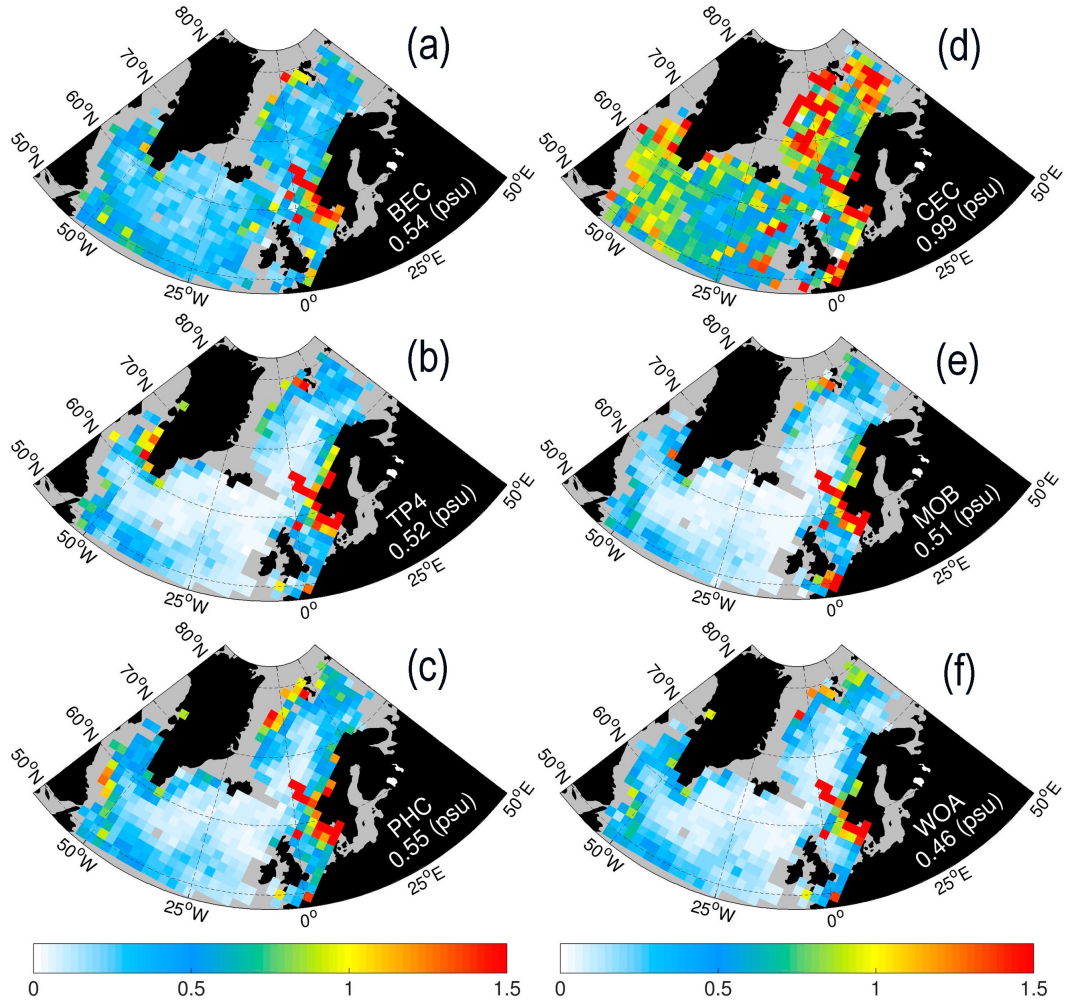 (a)
80°N
70°N
60°N
50°N
50°W
25°W
0°
25°E
50°E
BEC
0.54 (psu)
(d)
80°N
70°N
60°N
50°N
50°W
25°W
0°
25°E
50°E
CEC
0.99 (psu)
(b)
80°N
70°N
60°N
50°N
50°W
25°W
0°
25°E
50°E
TP4
0.52 (psu)
(e)
80°N
70°N
60°N
50°N
50°W
25°W
0°
25°E
50°E
MOB
0.51 (psu)
(c)
80°N
70°N
60°N
50°N
50°W
25°W
0°
25°E
50°E
PHC
0.55 (psu)
(f)
80°N
70°N
60°N
50°N
50°W
25°W
0°
25°E
50°E
WOA
0.46 (psu)
0 0.5 1 1.5
0 0.5 1 1.5